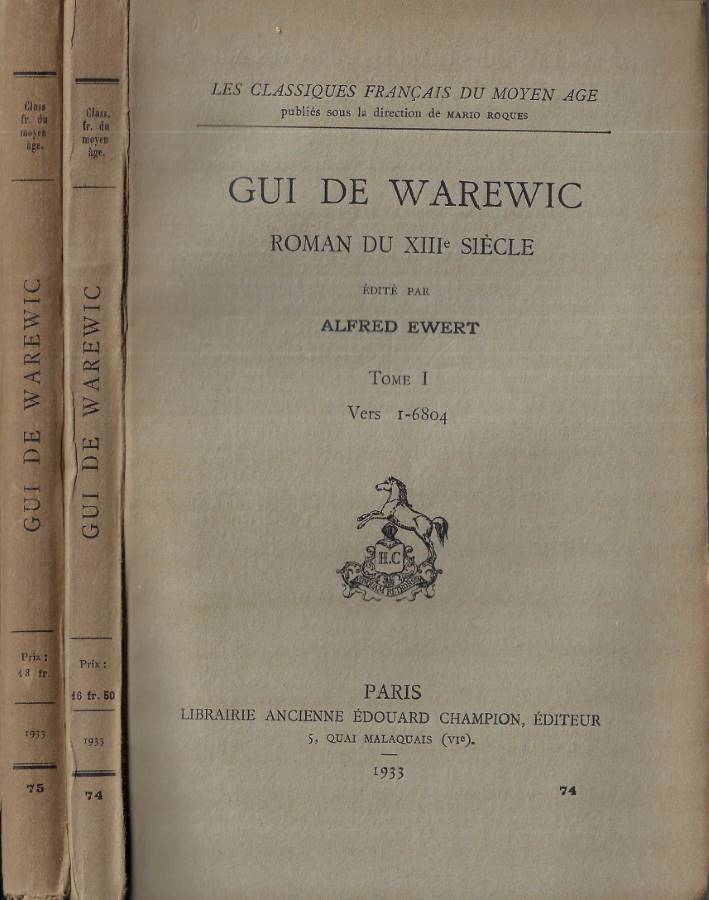 Class
fr. du
moyen
âge.
GUI DE WAREWIC
Prix :
18 fr.
1933
75
Class.
fr. du
moyen
âge.
GUI DE WAREWIC
Prix :
16 fr. 50
1933
74
LES CLASSIQUES FRANÇAIS DU MOYEN AGE
publiés sous la direction de MARIO ROQUES
GUI DE WAREWIC
ROMAN DU XIIIe SIÈCLE
ÉDITÉ PAR
ALFRED EWERT
TOME I
Vers 1-6804
H.C
PARIS
LIBRAIRIE ANCIENNE ÉDOUARD CHAMPION, ÉDITEUR
5, QUAI MALAQUAIS (VIe).
1933
74